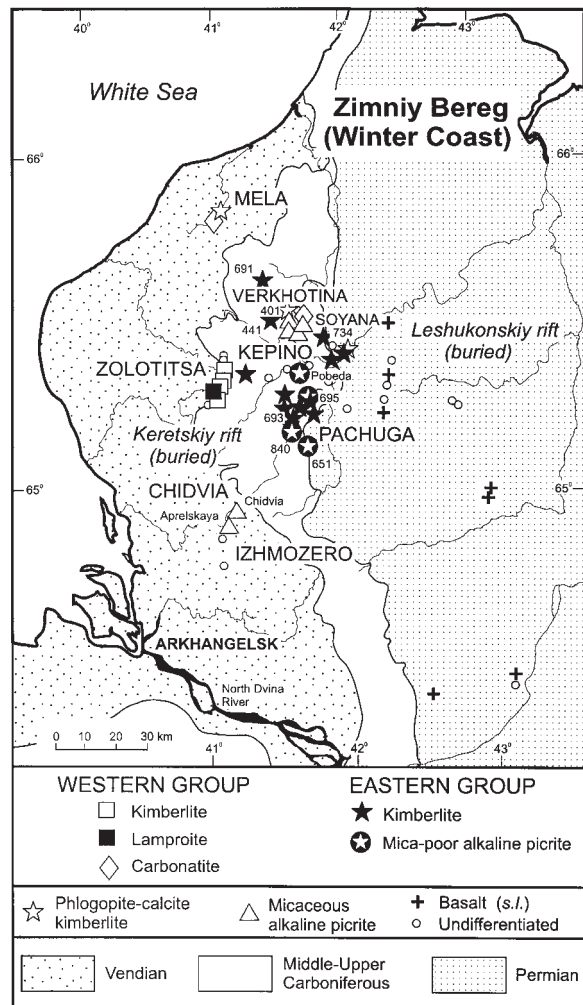 40° 41° 42° 43°
White Sea
Zimniy Bereg
(Winter Coast)
66° 66°
MELA
691
VERKHOTINA
401
441
SOYANA
734
Leshukonskiy rift
(buried)
KEPINO
ZOLOTITSA
Pobeda
695
Keretskiy rift
(buried)
693
PACHUGA
840
651
65° 65°
CHIDVIA
Chidvia
Aprelskaya
IZHMOZERO
ARKHANGELSK
North Dvina
River
0 10 20 30 km
41° 42° 43°
WESTERN GROUP
Kimberlite
Lamproite
Carbonatite
EASTERN GROUP
Kimberlite
Mica-poor alkaline picrite
Phlogopite-calcite
kimberlite
Micaceous
alkaline picrite
Basalt (s.l.)
Undifferentiated
Vendian
Middle-Upper
Carboniferous
Permian